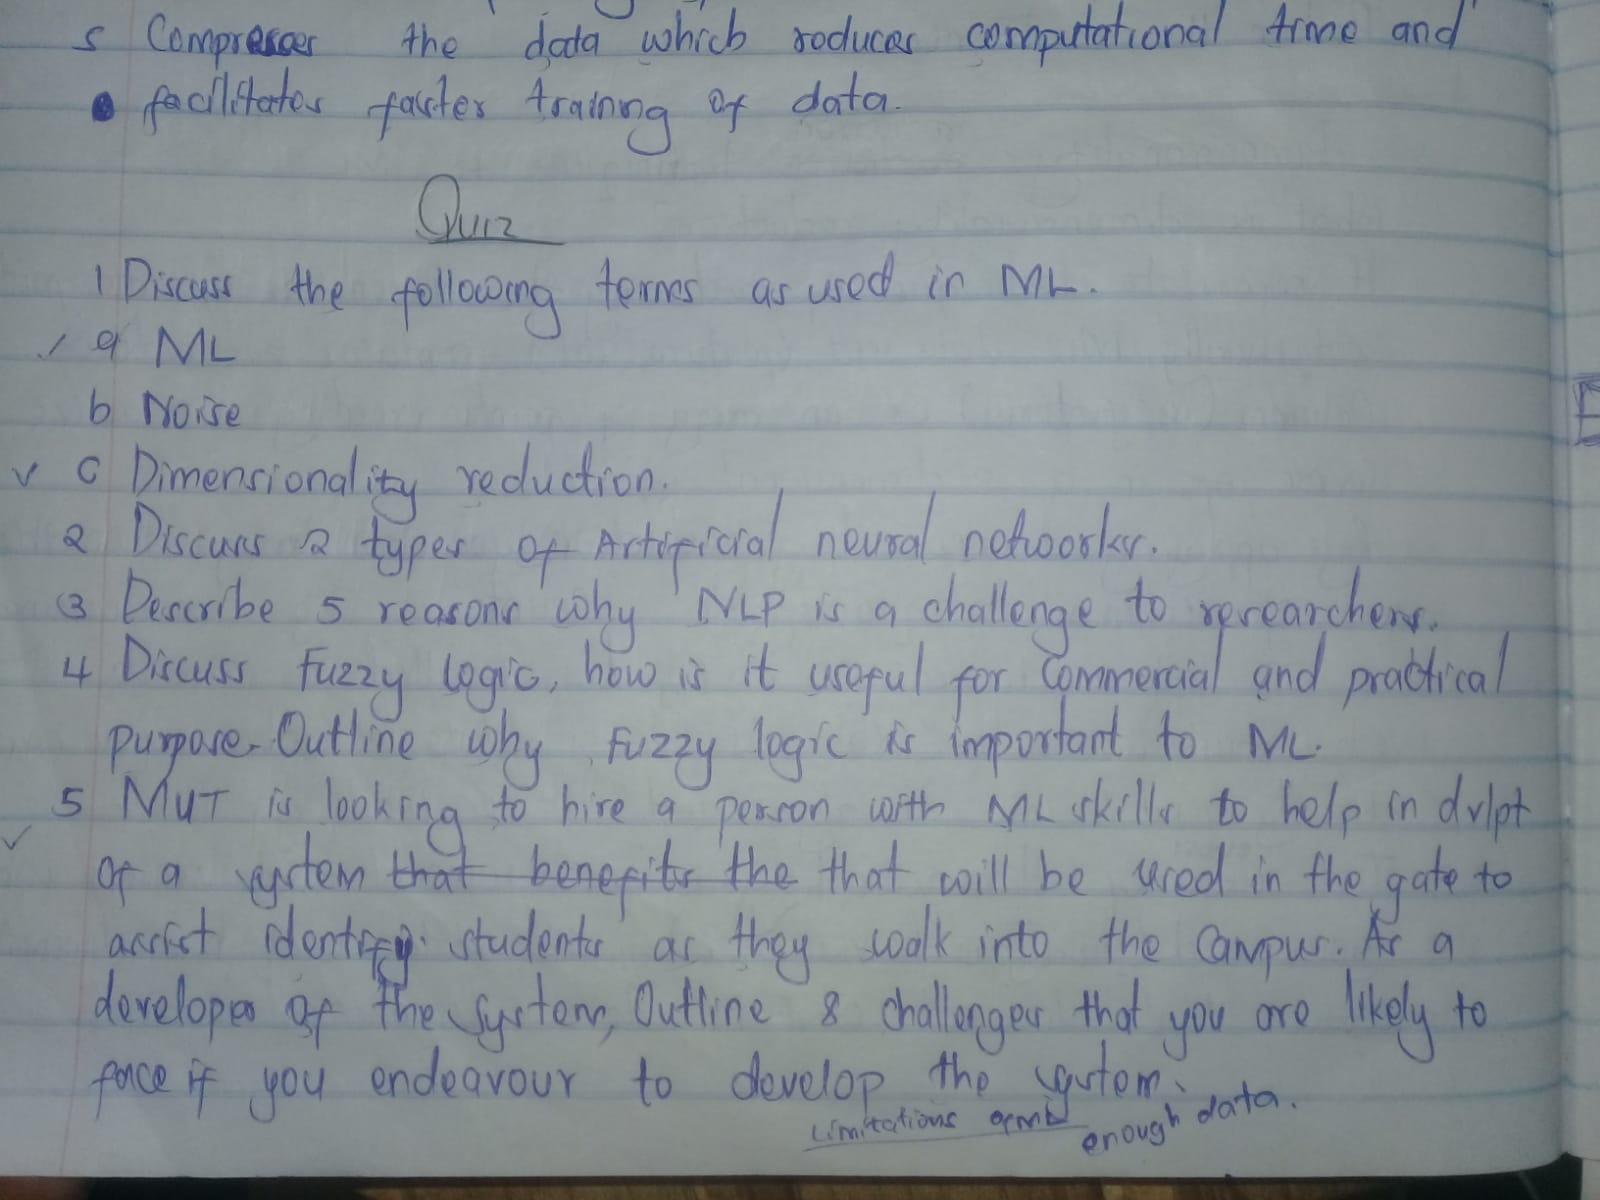 5 Compresses the data which reduces computational time and
facilitates faster training of data.
Quiz
1 Discuss the following terms as used in ML.
a ML
b Noise
c Dimensionality reduction.
2 Discuss 2 types of Artificial neural networks.
3 Describe 5 reasons why NLP is a challenge to researchers.
4 Discuss Fuzzy logic, how is it useful for Commercial and practical
purpose. Outline why Fuzzy logic is important to ML.
5 MUT is looking to hire a person with ML skills to help in dvlpt
of a system that benefits the that will be used in the gate to
assist identify students as they walk into the Campus. As a
developer of the system, Outline 8 challenges that you are likely to
face if you endeavour to develop the system.
Limitations of ML enough data.